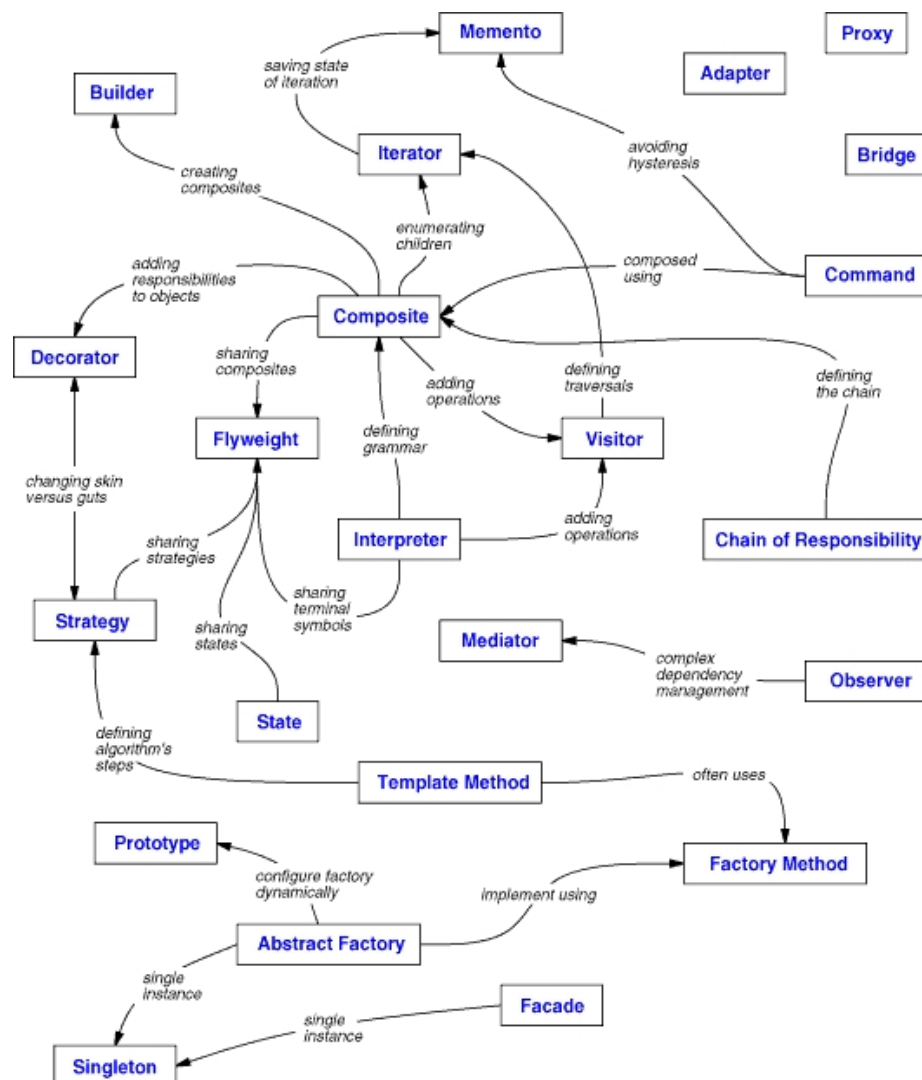 Memento
Proxy
saving state
of iteration
Adapter
Builder
avoiding
hysteresis
Iterator
Bridge
creating
composites
enumerating
children
adding
responsibilities
to objects
composed
using
Command
Composite
Decorator
sharing
composites
adding
operations
defining
traversals
defining
the chain
Flyweight
defining
grammar
Visitor
changing skin
versus guts
sharing
strategies
Interpreter
adding
operations
Chain of Responsibility
sharing
terminal
symbols
Strategy
sharing
states
Mediator
complex
dependency
management
Observer
State
defining
algorithm's
steps
Template Method
often uses
Prototype
configure factory
dynamically
implement using
Factory Method
Abstract Factory
single
instance
Facade
single
instance
Singleton